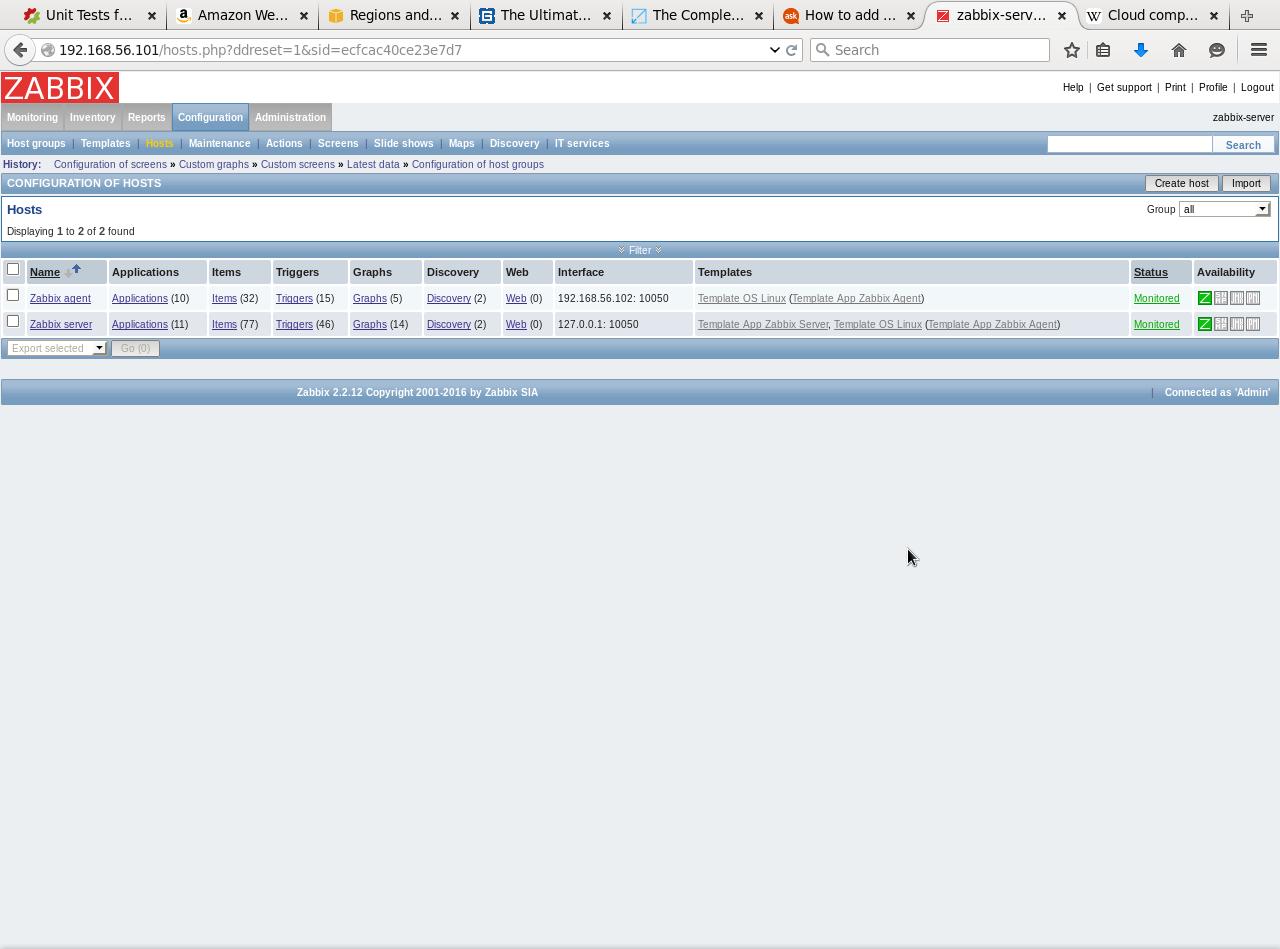 Unit Tests f... Amazon We... Regions and... The Ultimat... The Comple... How to add ... zabbix-serv... Cloud comp...
192.168.56.101/hosts.php?ddreset=1&sid=ecfcac40ce23e7d7 Search
ZABBIX
Help | Get support | Print | Profile | Logout
Monitoring Inventory Reports Configuration Administration zabbix-server
Host groups | Templates | Hosts | Maintenance | Actions | Screens | Slide shows | Maps | Discovery | IT services Search
History: Configuration of screens » Custom graphs » Custom screens » Latest data » Configuration of host groups
CONFIGURATION OF HOSTS Create host Import
Hosts Group all
Displaying 1 to 2 of 2 found
Filter
Name Applications Items Triggers Graphs Discovery Web Interface Templates Status Availability
Zabbix agent Applications (10) Items (32) Triggers (15) Graphs (5) Discovery (2) Web (0) 192.168.56.102: 10050 Template OS Linux (Template App Zabbix Agent) Monitored Z
Zabbix server Applications (11) Items (77) Triggers (46) Graphs (14) Discovery (2) Web (0) 127.0.0.1: 10050 Template App Zabbix Server, Template OS Linux (Template App Zabbix Agent) Monitored Z
Export selected Go (0)
Zabbix 2.2.12 Copyright 2001-2016 by Zabbix SIA | Connected as 'Admin'